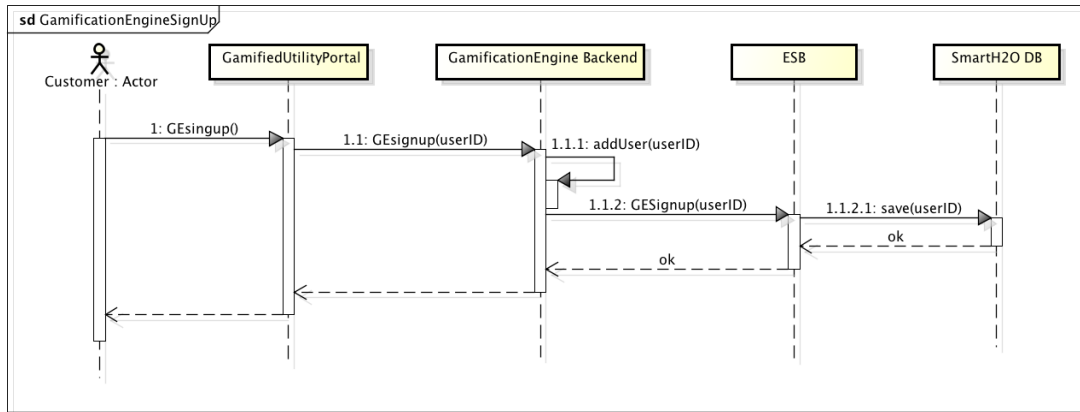 sd GamificationEngineSignUp
Customer : Actor
GamifiedUtilityPortal
GamificationEngine Backend
ESB
SmartH2O DB
1: GEsingup()
1.1: GEsignup(userID)
1.1.1: addUser(userID)
1.1.2: GESignup(userID)
1.1.2.1: save(userID)
ok
ok